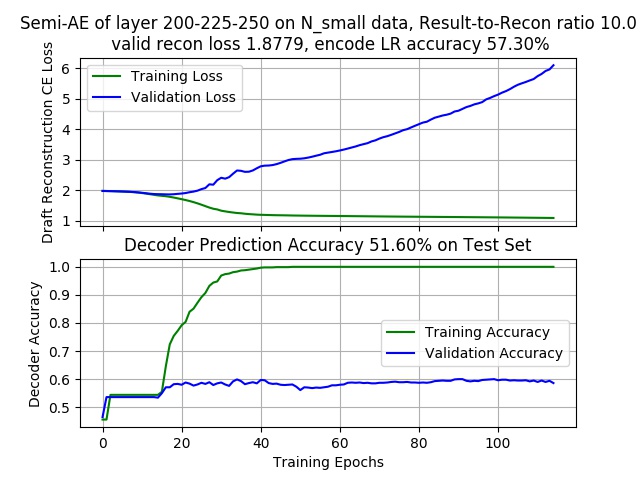 Semi-AE of layer 200-225-250 on N_small data, Result-to-Recon ratio 10.0
valid recon loss 1.8779, encode LR accuracy 57.30%
Draft Reconstruction CE Loss
6
5
4
3
2
1
Training Loss
Validation Loss
Decoder Prediction Accuracy 51.60% on Test Set
Decoder Accuracy
1.0
0.9
0.8
0.7
0.6
0.5
Training Accuracy
Validation Accuracy
0 20 40 60 80 100
Training Epochs